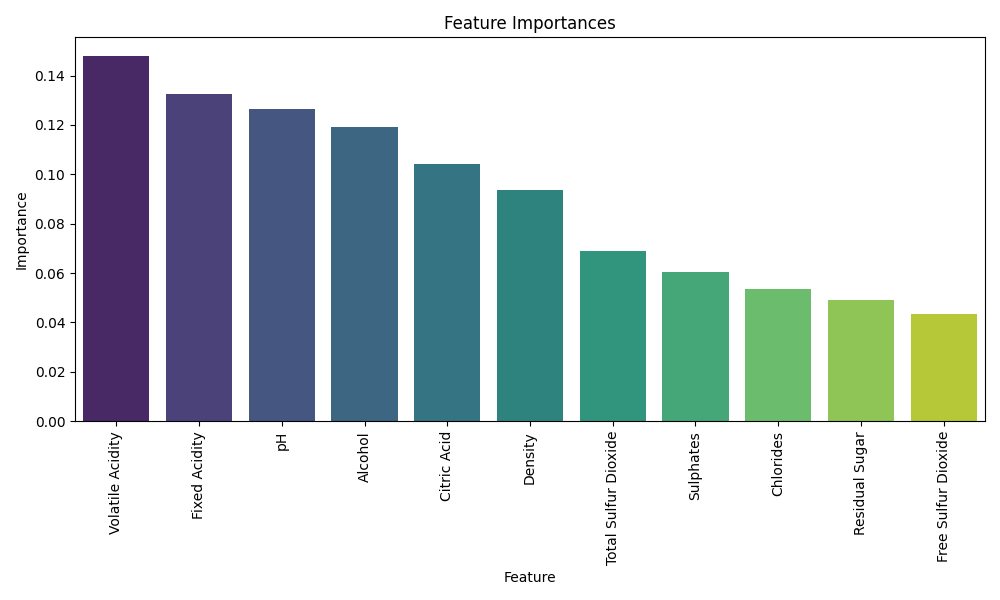 Feature Importances
Importance
0.14
0.12
0.10
0.08
0.06
0.04
0.02
0.00
Volatile Acidity
Fixed Acidity
pH
Alcohol
Citric Acid
Density
Total Sulfur Dioxide
Sulphates
Chlorides
Residual Sugar
Free Sulfur Dioxide
Feature